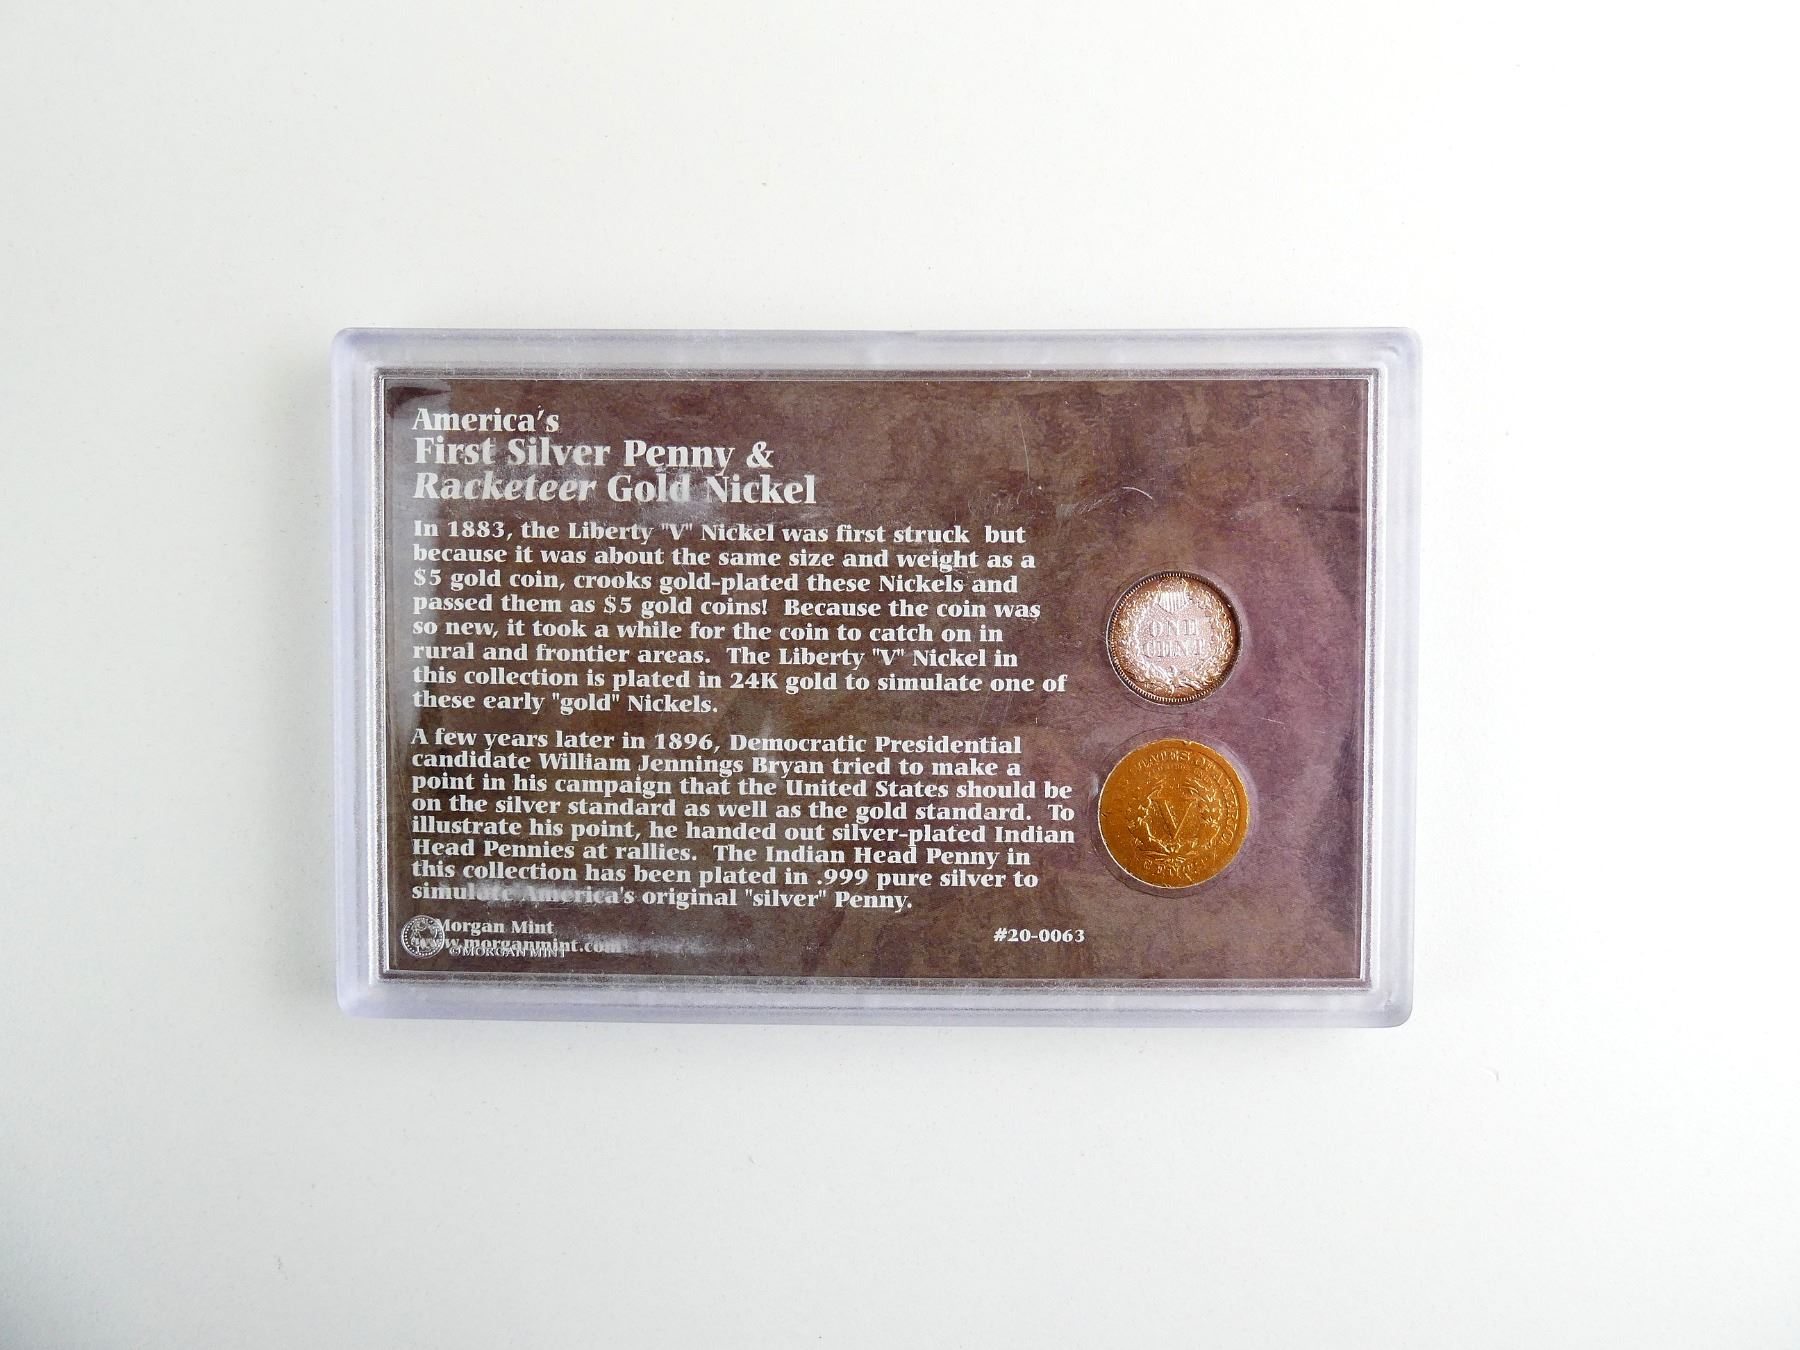 America's
First Silver Penny &
Racketeer Gold Nickel
In 1883, the Liberty "V" Nickel was first struck but
because it was about the same size and weight as a
$5 gold coin, crooks gold-plated these Nickels and
passed them as $5 gold coins! Because the coin was
so new, it took a while for the coin to catch on in
rural and frontier areas. The Liberty "V" Nickel in
this collection is plated in 24K gold to simulate one of
these early "gold" Nickels.
A few years later in 1896, Democratic Presidential
candidate William Jennings Bryan tried to make a
point in his campaign that the United States should be
on the silver standard as well as the gold standard. To
illustrate his point, he handed out silver-plated Indian
Head Pennies at rallies. The Indian Head Penny in
this collection has been plated in .999 pure silver to
simulate America's original "silver" Penny.
Morgan Mint
www.morganmint.com
©MORGAN MINT
#20-0063
ONE
CENT
OF AMERICA
V
CENTS